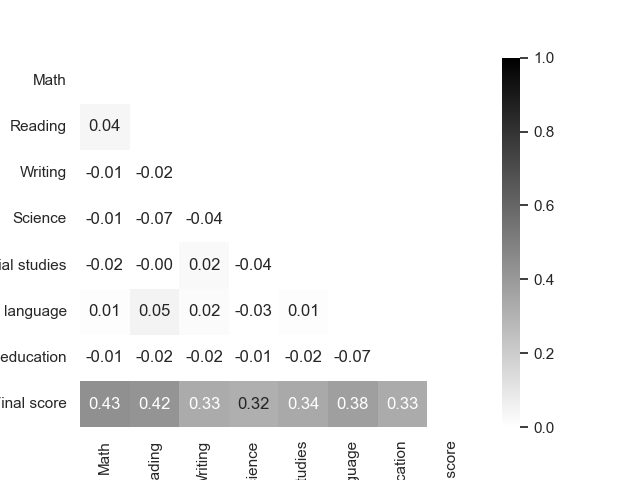 1.0
Math
0.8
Reading 0.04
Writing -0.01 -0.02
0.6
Science -0.01 -0.07 -0.04
ial studies -0.02 -0.00 0.02 -0.04
0.4
language 0.01 0.05 0.02 -0.03 0.01
0.2
education -0.01 -0.02 -0.02 -0.01 -0.02 -0.07
inal score 0.43 0.42 0.33 0.32 0.34 0.38 0.33
0.0
Math
ading
Writing
ience
tudies
guage
cation
score